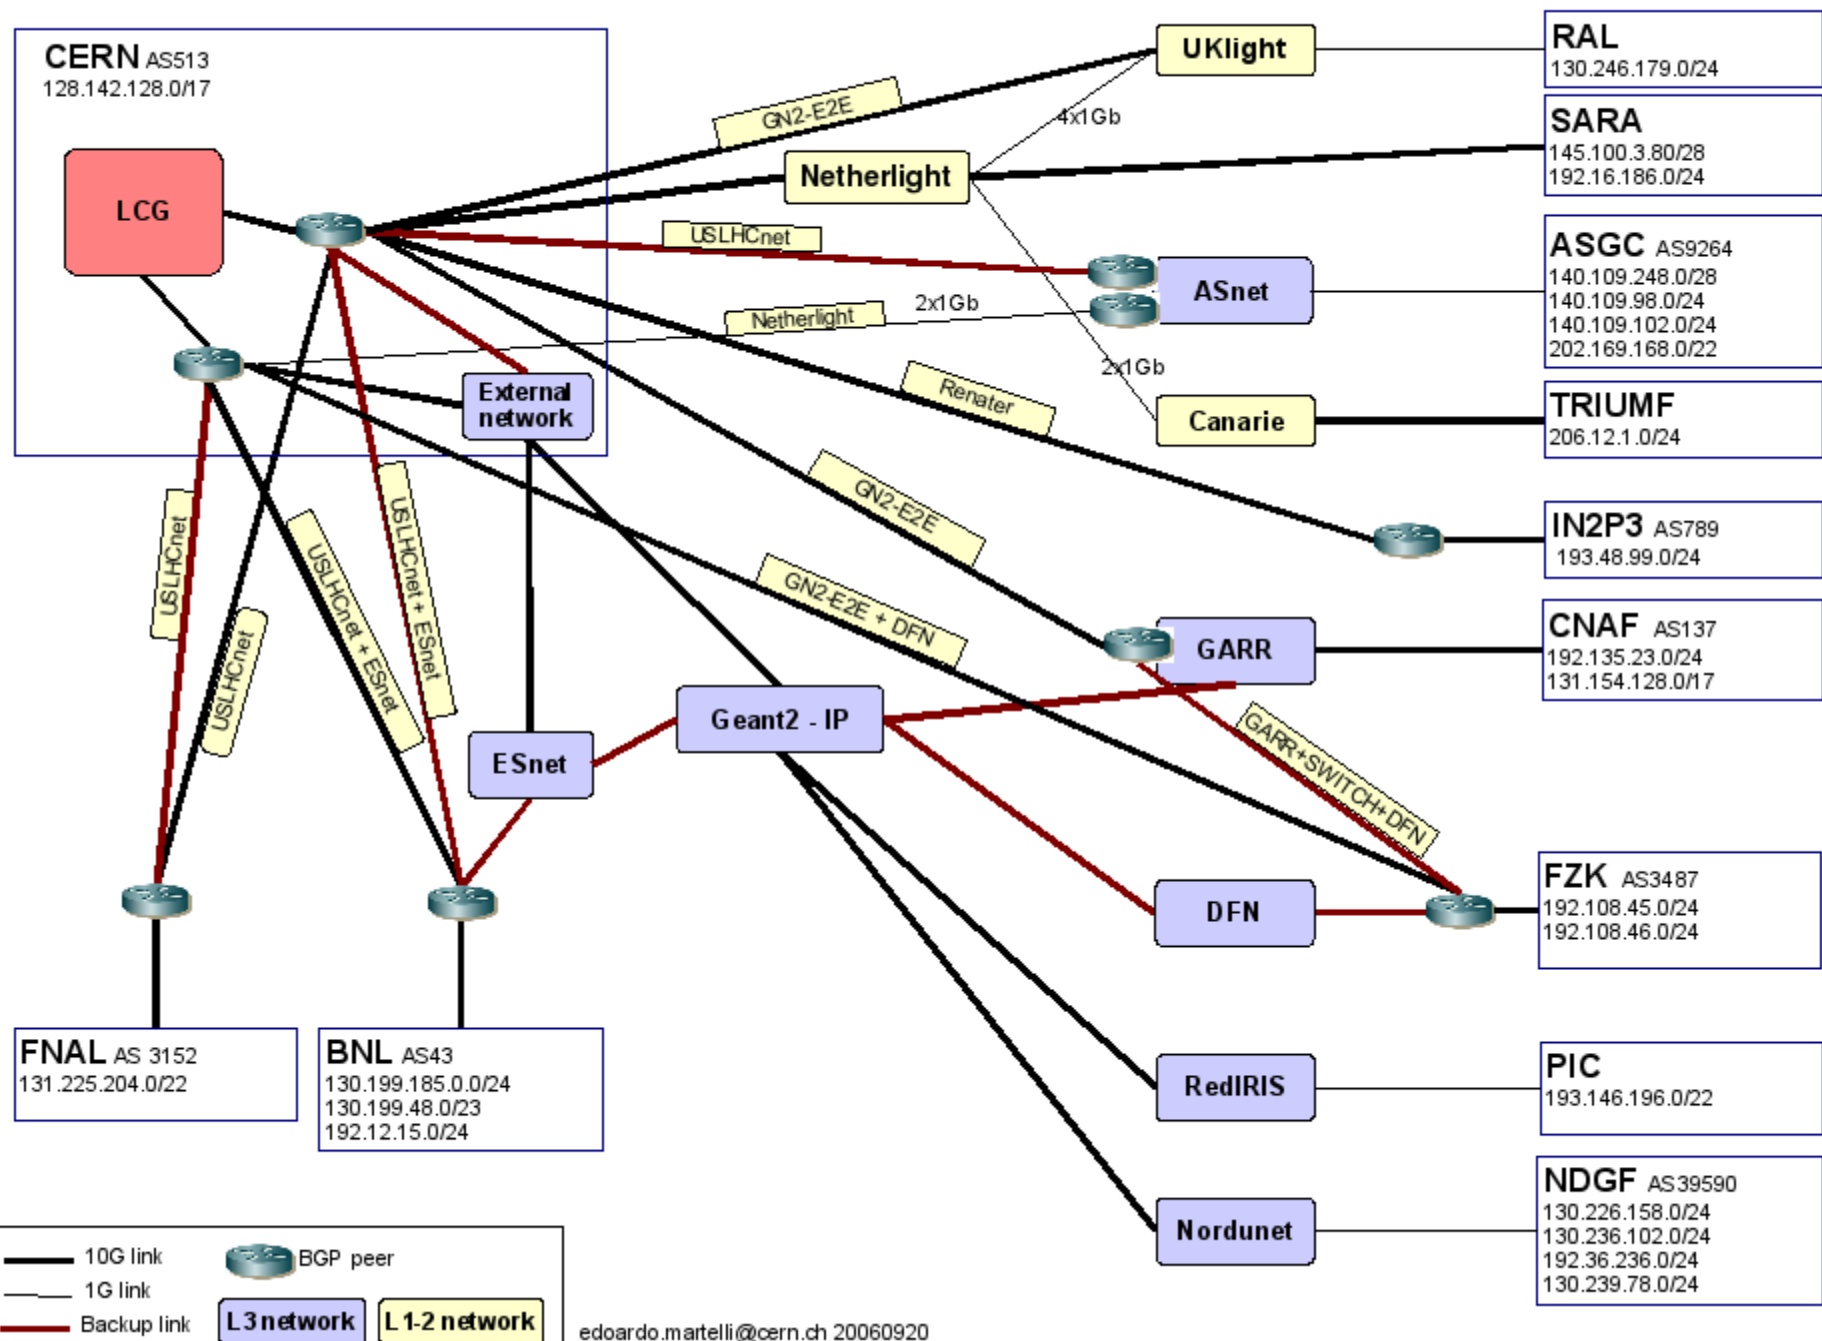 CERN AS513
128.142.128.0/17
LCG
External
network
GN2-E2E
UKlight
4x1Gb
Netherlight
USLHCnet
ASnet
Netherlight
2x1Gb
2x1Gb
Canarie
Renater
GN2-E2E
GN2-E2E + DFN
GARR
GARR+SWITCH+DFN
USLHCnet
USLHCnet
USLHCnet + ESnet
USLHCnet + ESnet
Geant2 - IP
ESnet
DFN
RedIRIS
Nordunet
RAL
130.246.179.0/24
SARA
145.100.3.80/28
192.16.186.0/24
ASGC AS9264
140.109.248.0/28
140.109.98.0/24
140.109.102.0/24
202.169.168.0/22
TRIUMF
206.12.1.0/24
IN2P3 AS789
193.48.99.0/24
CNAF AS137
192.135.23.0/24
131.154.128.0/17
FZK AS3487
192.108.45.0/24
192.108.46.0/24
PIC
193.146.196.0/22
NDGF AS39590
130.226.158.0/24
130.236.102.0/24
192.36.236.0/24
130.239.78.0/24
FNAL AS 3152
131.225.204.0/22
BNL AS43
130.199.185.0.0/24
130.199.48.0/23
192.12.15.0/24
10G link
BGP peer
1G link
Backup link
L3 network
L1-2 network
edoardo.martelli@cern.ch 20060920